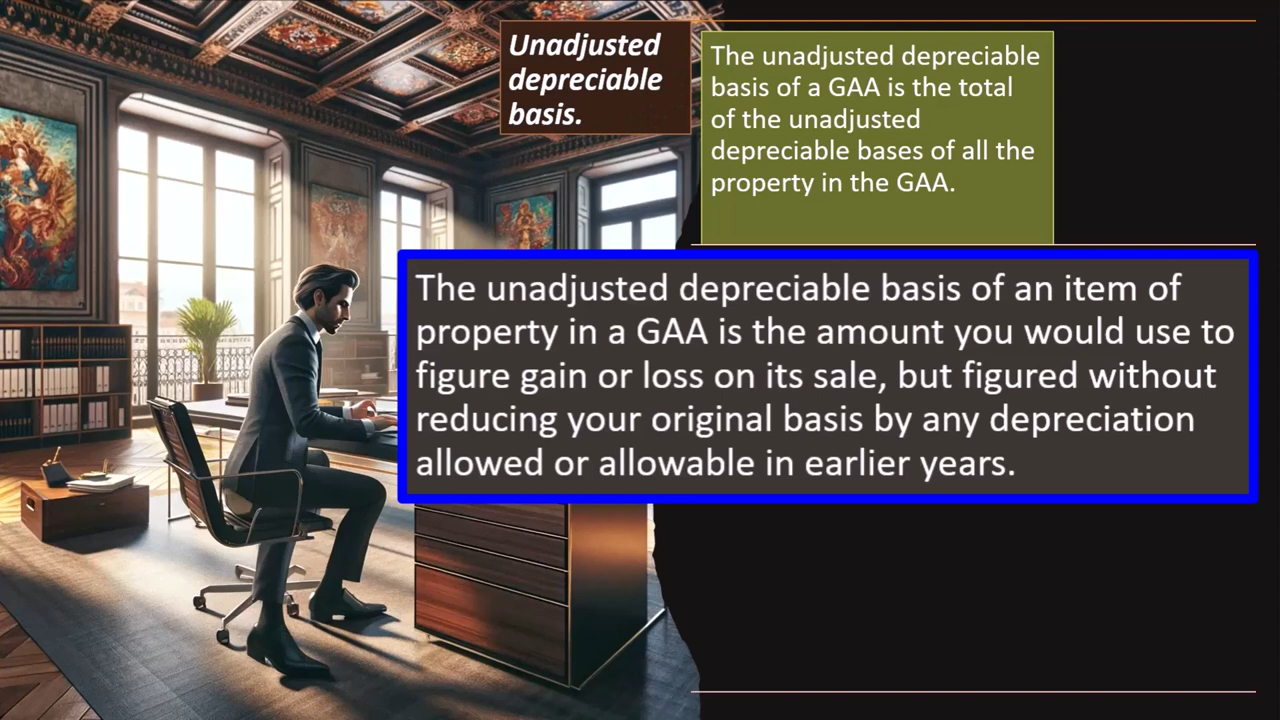 Unadjusted
depreciable
basis.
The unadjusted depreciable
basis of a GAA is the total
of the unadjusted
depreciable bases of all the
property in the GAA.
The unadjusted depreciable basis of an item of
property in a GAA is the amount you would use to
figure gain or loss on its sale, but figured without
reducing your original basis by any depreciation
allowed or allowable in earlier years.